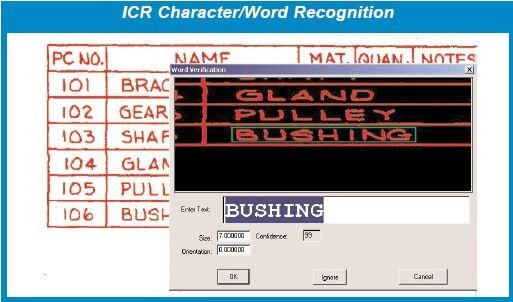 ICR Character/Word Recognition
PC NO. NAME MAT. QUAN. NOTES
Word Verification
101 BRAC
102 GEAR
103 SHAF
104 GLAN
105 PULL
106 BUSH
GLAND
PULLEY
BUSHING
Enter Text: BUSHING
Size: 7.000000 Confidence: 99
Orientation: 0.000000
OK Ignore Cancel